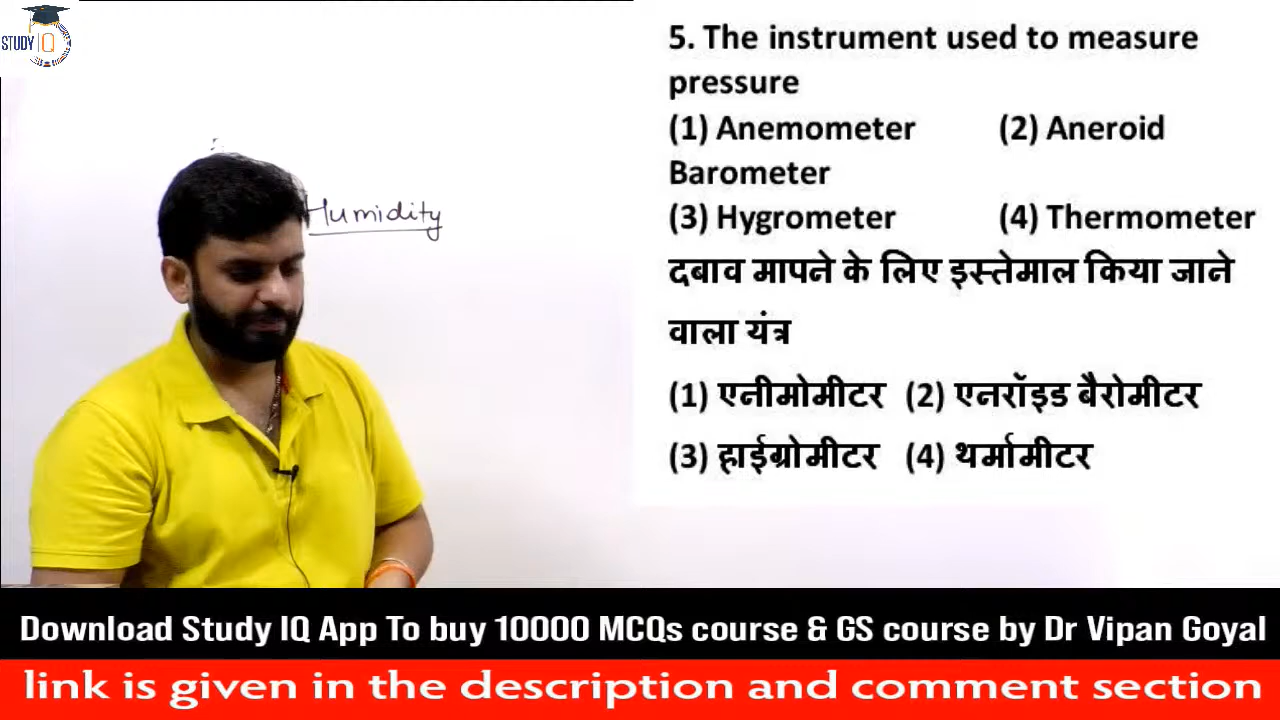 STUDY IQ
Humidity
5. The instrument used to measure
pressure
(1) Anemometer (2) Aneroid
Barometer
(3) Hygrometer (4) Thermometer
दबाव मापने के लिए इस्तेमाल किया जाने
वाला यंत्र
(1) एनीमोमीटर (2) एनरॉइड बैरोमीटर
(3) हाईग्रोमीटर (4) थर्मामीटर
Download Study IQ App To buy 10000 MCQs course & GS course by Dr Vipan Goyal
link is given in the description and comment section